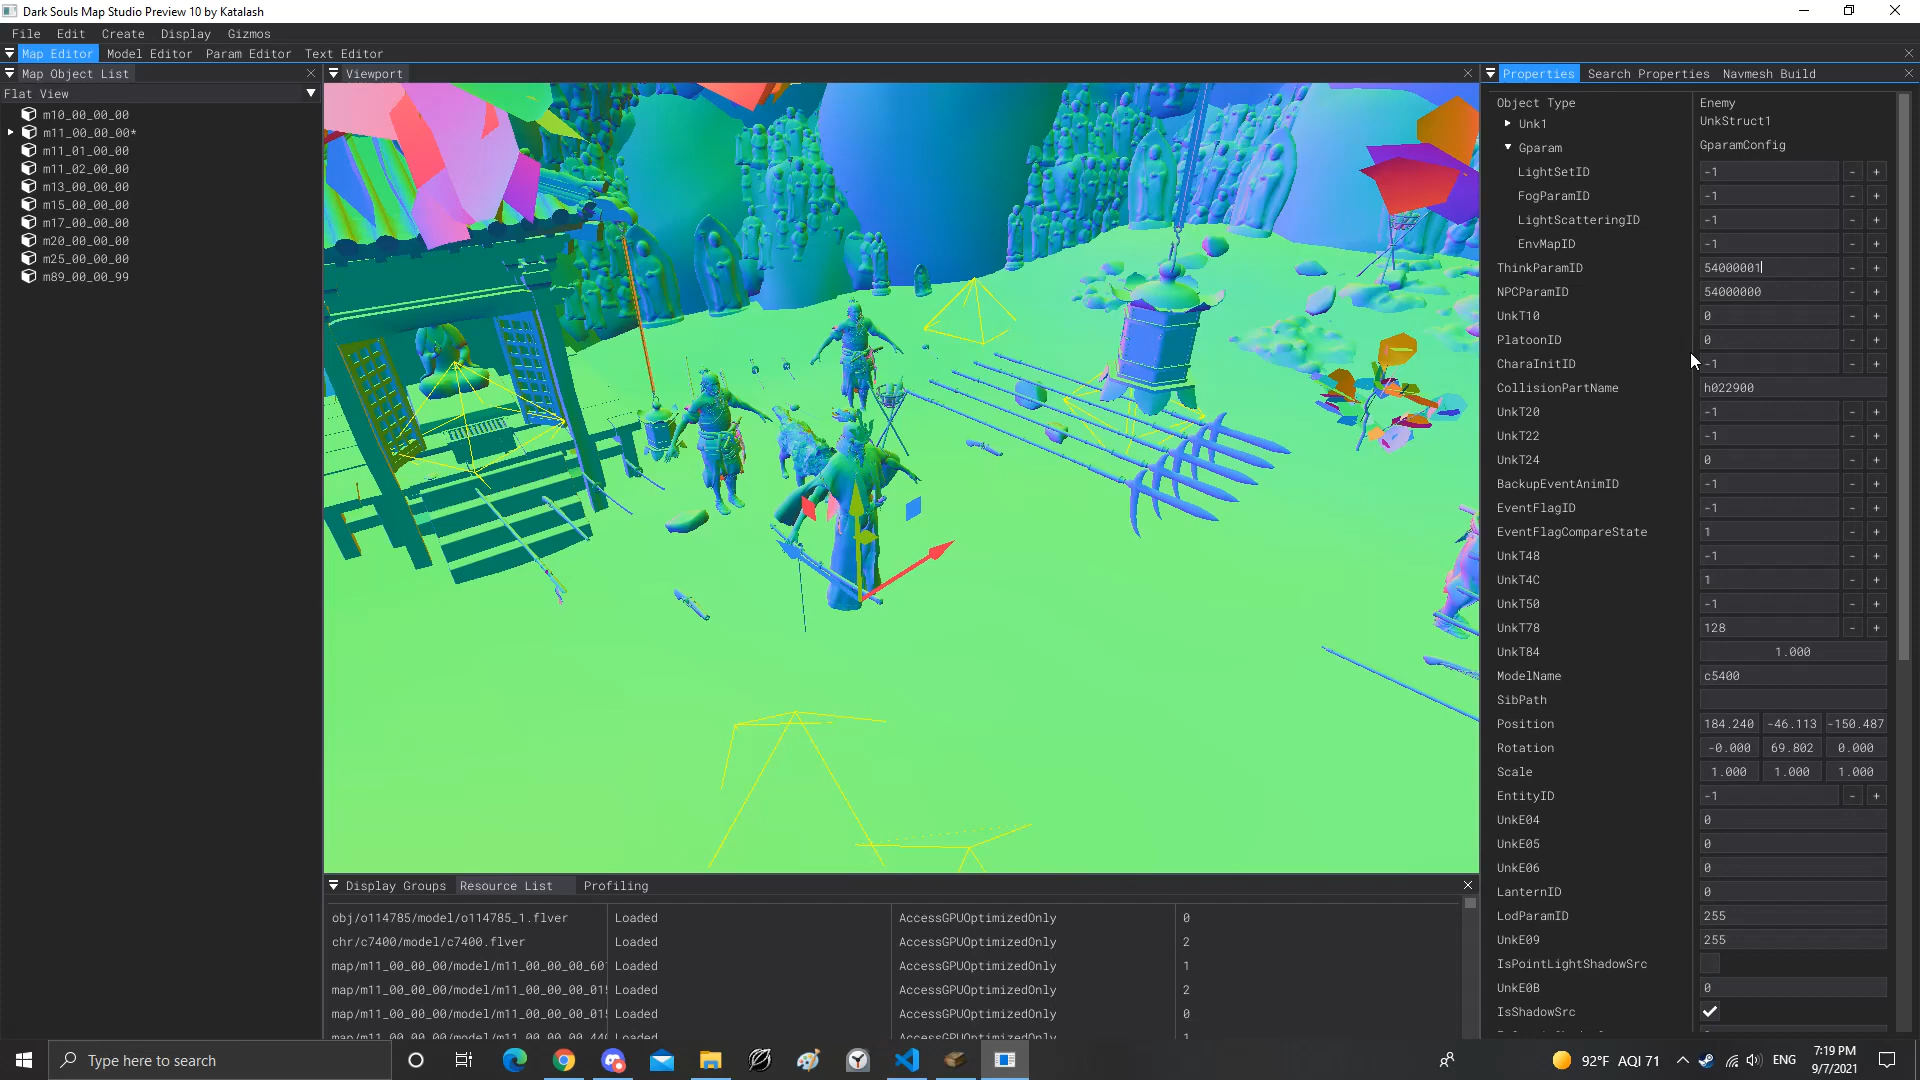 Dark Souls Map Studio Preview 10 by Katalash
File Edit Create Display Gizmos
Map Editor Model Editor Param Editor Text Editor
Map Object List
Flat View
m10_00_00_00
m11_00_00_00*
m11_01_00_00
m11_02_00_00
m13_00_00_00
m15_00_00_00
m17_00_00_00
m20_00_00_00
m25_00_00_00
m89_00_00_99
Viewport
Display Groups Resource List Profiling
obj/o114785/model/o114785_1.flver Loaded AccessGPUOptimizedOnly 0
chr/c7400/model/c7400.flver Loaded AccessGPUOptimizedOnly 2
map/m11_00_00_00/model/m11_00_00_00_60 Loaded AccessGPUOptimizedOnly 1
map/m11_00_00_00/model/m11_00_00_00_01 Loaded AccessGPUOptimizedOnly 2
map/m11_00_00_00/model/m11_00_00_00_01 Loaded AccessGPUOptimizedOnly 0
map/m11_00_00_00/model/m11_00_00_00_44 Loaded AccessGPUOptimizedOnly 1
Properties Search Properties Navmesh Build
Object Type Enemy
Unk1 UnkStruct1
Gparam GparamConfig
LightSetID -1 - +
FogParamID -1 - +
LightScatteringID -1 - +
EnvMapID -1 - +
ThinkParamID 54000001 - +
NPCParamID 54000000 - +
UnkT10 0 - +
PlatoonID 0 - +
CharaInitID -1 - +
CollisionPartName h022900
UnkT20 -1 - +
UnkT22 -1 - +
UnkT24 0 - +
BackupEventAnimID -1 - +
EventFlagID -1 - +
EventFlagCompareState 1 - +
UnkT48 -1 - +
UnkT4C 1 - +
UnkT50 -1 - +
UnkT78 128 - +
UnkT84 1.000
ModelName c5400
SibPath
Position 184.240 -46.113 -150.487
Rotation -0.000 69.802 0.000
Scale 1.000 1.000 1.000
EntityID -1 - +
UnkE04 0
UnkE05 0
UnkE06 0
LanternID 0
LodParamID 255
UnkE09 255
IsPointLightShadowSrc
UnkE0B 0
IsShadowSrc
Type here to search
92°F AQI 71
ENG
7:19 PM
9/7/2021